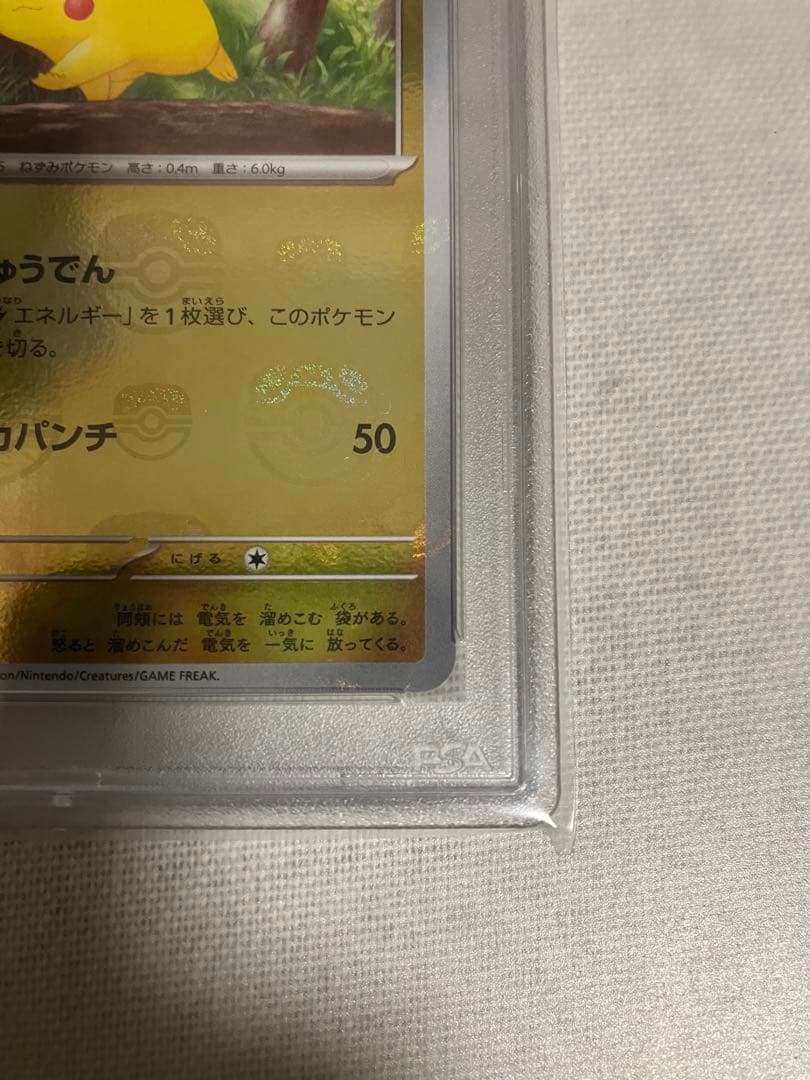 ねずみポケモン 高さ：0.4m 重さ：6.0kg
ゅうでん
エネルギー」を1枚選び、このポケモン
切る。
パンチ 50
にげる
両頰には 電気を 溜めこむ 袋がある。
怒ると 溜めこんだ 電気を 一気に 放ってくる。
on/Nintendo/Creatures/GAME FREAK.
PSA